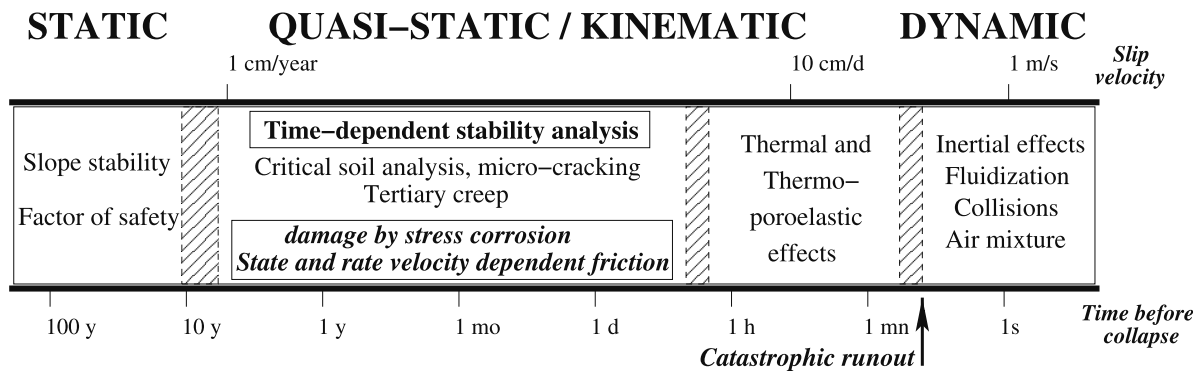 STATIC QUASI–STATIC / KINEMATIC DYNAMIC
1 cm/year 10 cm/d 1 m/s Slip
velocity
Time–dependent stability analysis
Critical soil analysis, micro–cracking
Tertiary creep
damage by stress corrosion
State and rate velocity dependent friction
Slope stability
Factor of safety
Thermal and
Thermo–
poroelastic
effects
Inertial effects
Fluidization
Collisions
Air mixture
100 y 10 y 1 y 1 mo 1 d 1 h 1 mn 1s Time before
collapse
Catastrophic runout